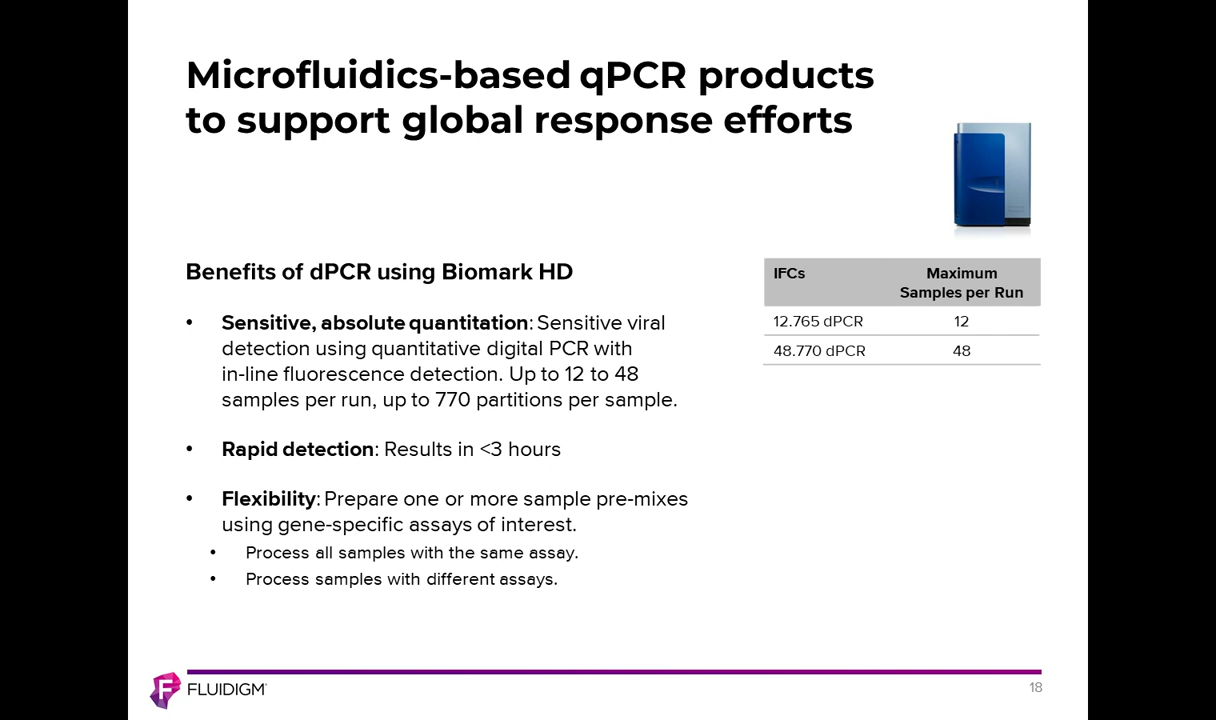 Microfluidics-based qPCR products
to support global response efforts
Benefits of dPCR using Biomark HD
• Sensitive, absolute quantitation: Sensitive viral
detection using quantitative digital PCR with
in-line fluorescence detection. Up to 12 to 48
samples per run, up to 770 partitions per sample.
• Rapid detection: Results in <3 hours
• Flexibility: Prepare one or more sample pre-mixes
using gene-specific assays of interest.
• Process all samples with the same assay.
• Process samples with different assays.
IFCs Maximum
Samples per Run
12.765 dPCR 12
48.770 dPCR 48
F FLUIDIGM
18